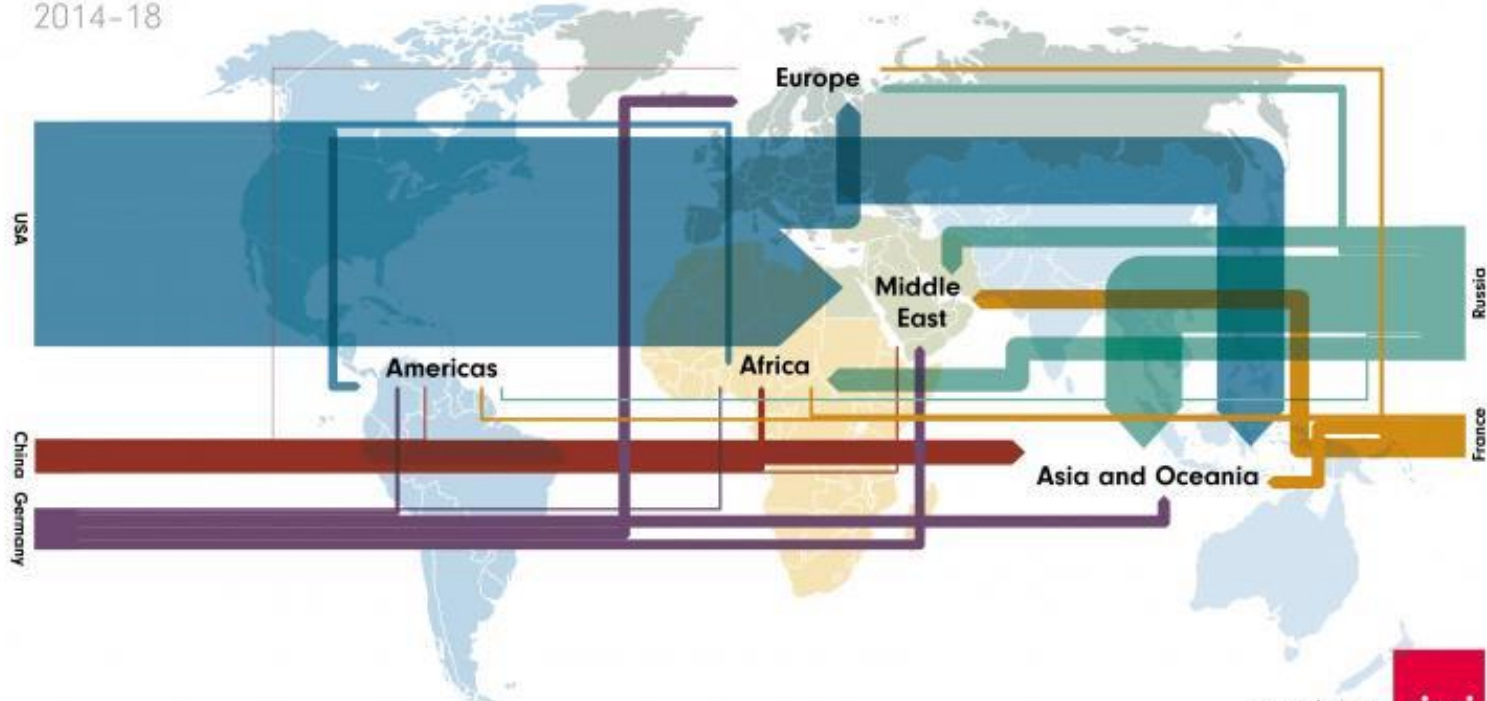 2014-18
Europe
USA
Middle
East
Russia
Americas
Africa
France
China
Asia and Oceania
Germany